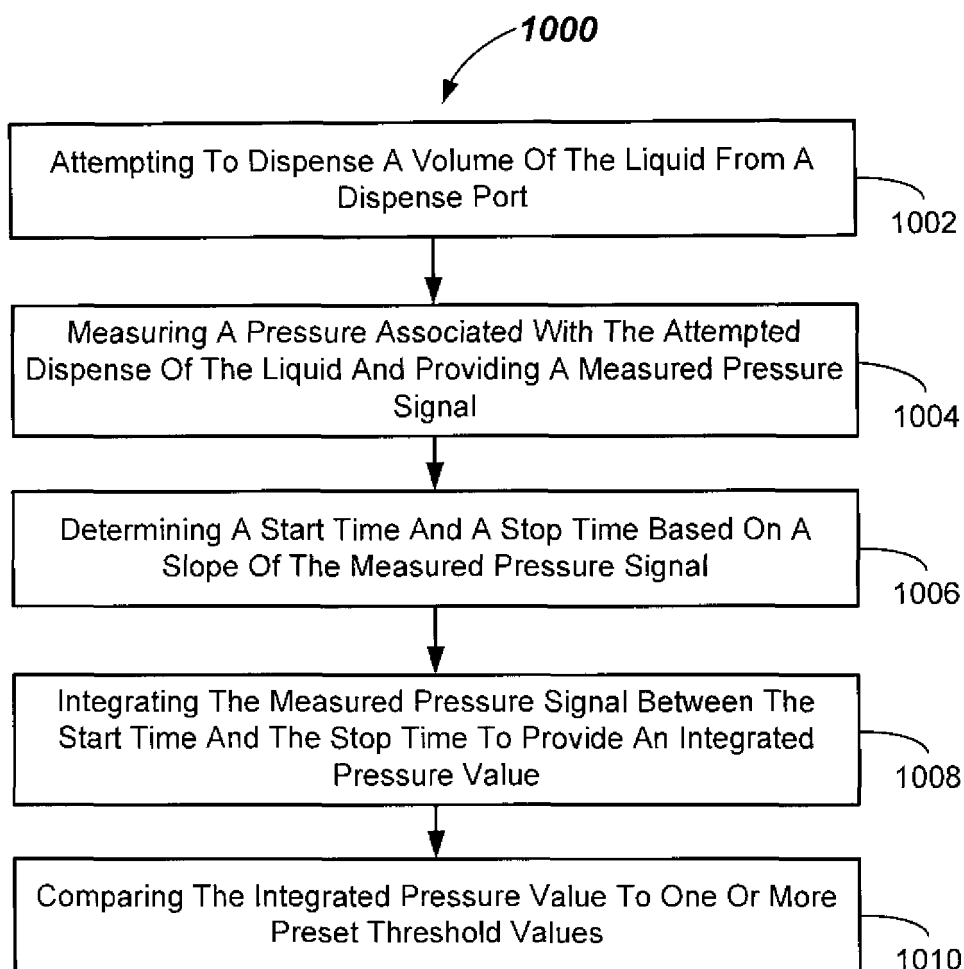 1000
Attempting To Dispense A Volume Of The Liquid From A
Dispense Port
1002
Measuring A Pressure Associated With The Attempted
Dispense Of The Liquid And Providing A Measured Pressure
Signal
1004
Determining A Start Time And A Stop Time Based On A
Slope Of The Measured Pressure Signal
1006
Integrating The Measured Pressure Signal Between The
Start Time And The Stop Time To Provide An Integrated
Pressure Value
1008
Comparing The Integrated Pressure Value To One Or More
Preset Threshold Values
1010